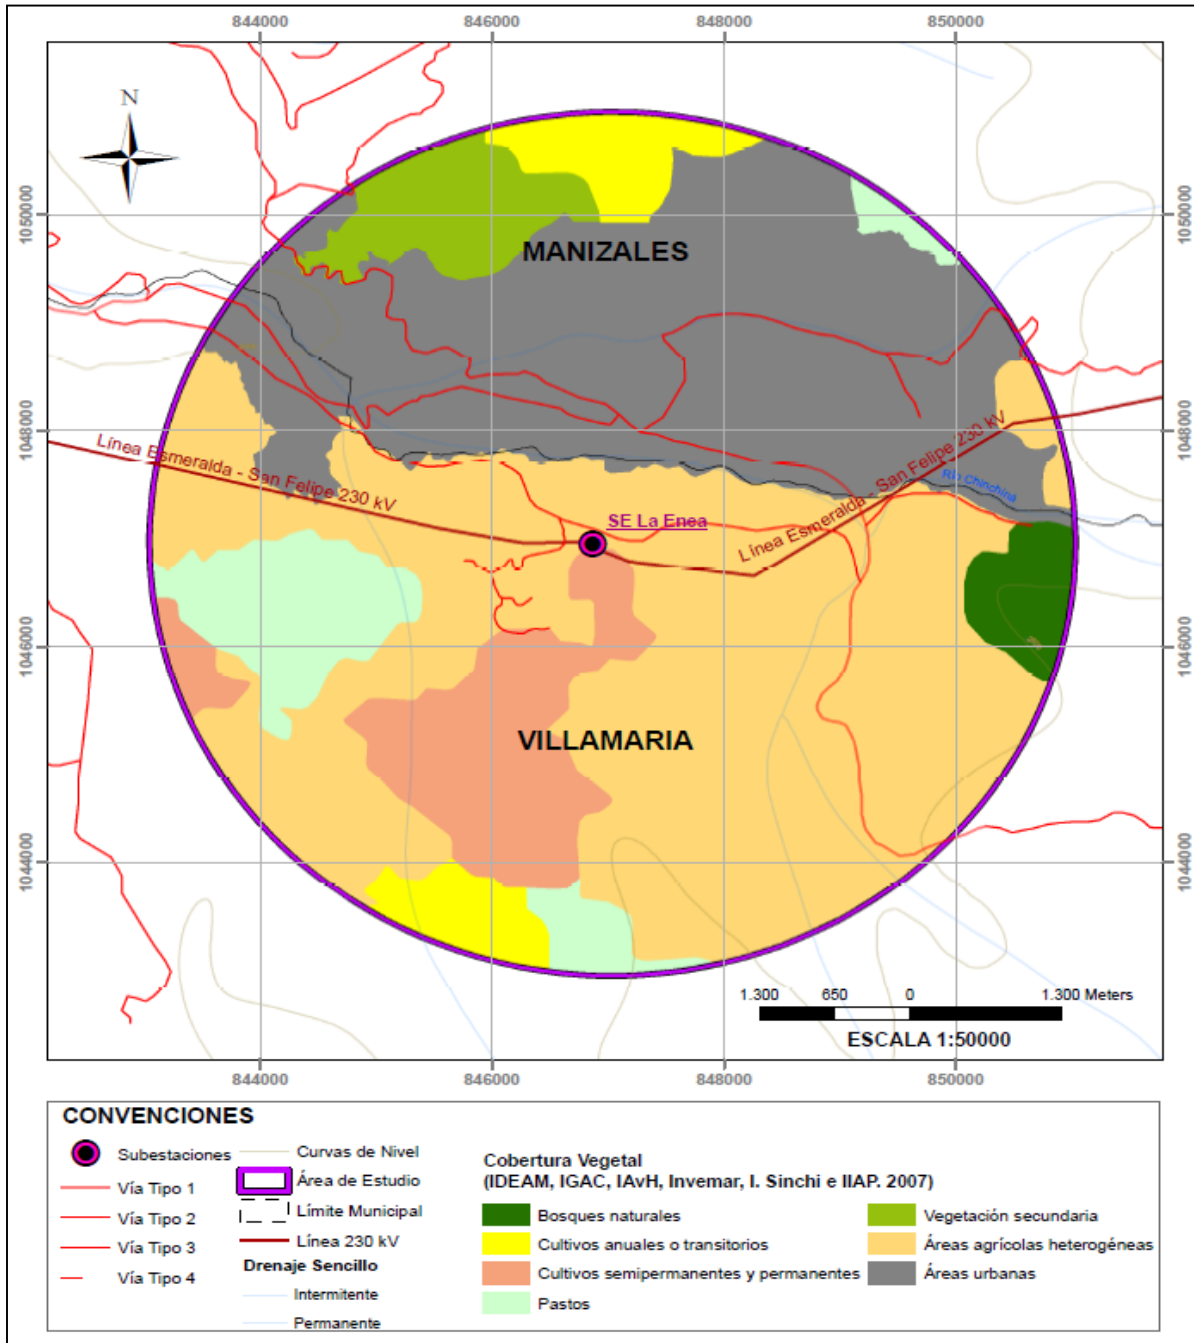 844000 846000 848000 850000
N
1050000 1050000
MANIZALES
1048000 1048000
Línea Esmeralda - San Felipe 230 kV
Línea Esmeralda - San Felipe 230 kV
Río Chinchiná
SE La Enea
1046000 1046000
VILLAMARIA
1044000 1044000
1.300 650 0 1.300 Meters
ESCALA 1:50000
844000 846000 848000 850000
CONVENCIONES
Subestaciones
Vía Tipo 1
Vía Tipo 2
Vía Tipo 3
Vía Tipo 4
Curvas de Nivel
Área de Estudio
Límite Municipal
Línea 230 kV
Drenaje Sencillo
Intermitente
Permanente
Cobertura Vegetal
(IDEAM, IGAC, IAvH, Invemar, I. Sinchi e IIAP. 2007)
Bosques naturales
Cultivos anuales o transitorios
Cultivos semipermanentes y permanentes
Pastos
Vegetación secundaria
Áreas agrícolas heterogéneas
Áreas urbanas